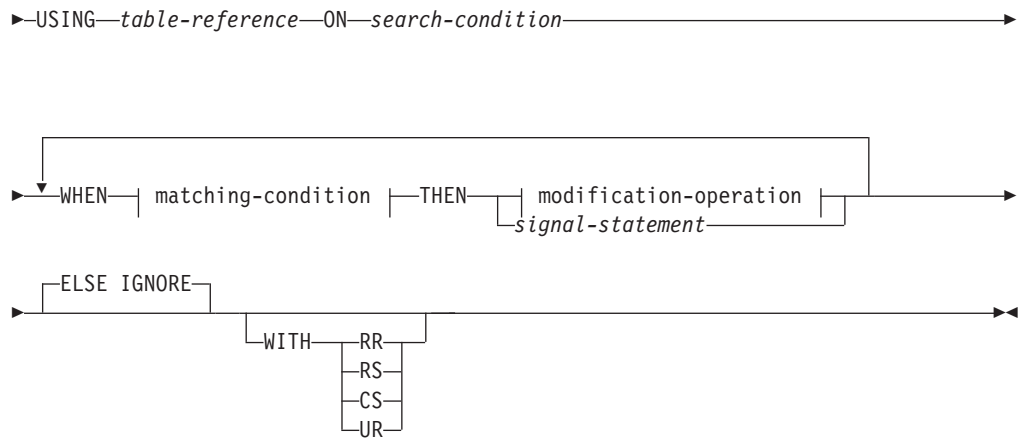 USING table-reference ON search-condition
WHEN matching-condition THEN modification-operation
signal-statement
ELSE IGNORE
WITH RR
RS
CS
UR